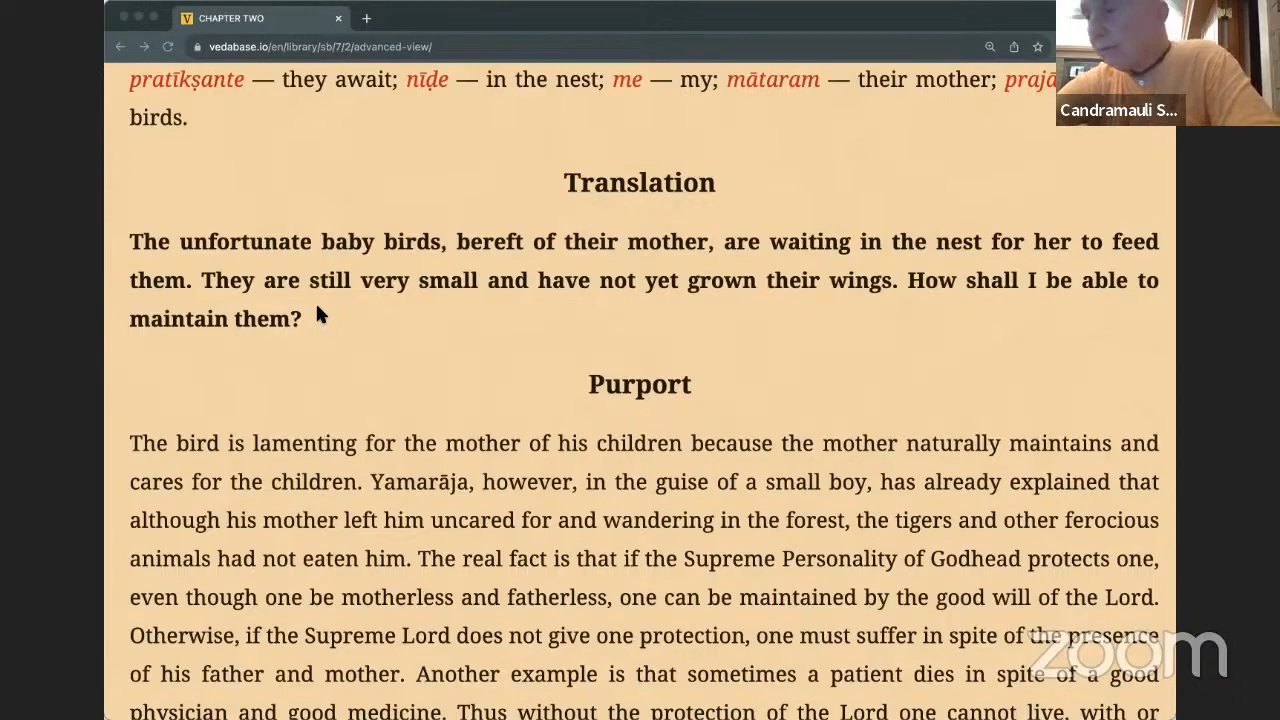 CHAPTER TWO
vedabase.io/en/library/sb/7/2/advanced-view/
Candramauli S...
pratīkṣante — they await; nīḍe — in the nest; me — my; mātaram — their mother; prajā
birds.
Translation
The unfortunate baby birds, bereft of their mother, are waiting in the nest for her to feed
them. They are still very small and have not yet grown their wings. How shall I be able to
maintain them?
Purport
The bird is lamenting for the mother of his children because the mother naturally maintains and
cares for the children. Yamarāja, however, in the guise of a small boy, has already explained that
although his mother left him uncared for and wandering in the forest, the tigers and other ferocious
animals had not eaten him. The real fact is that if the Supreme Personality of Godhead protects one,
even though one be motherless and fatherless, one can be maintained by the good will of the Lord.
Otherwise, if the Supreme Lord does not give one protection, one must suffer in spite of the presence
of his father and mother. Another example is that sometimes a patient dies in spite of a good
physician and good medicine. Thus without the protection of the Lord one cannot live, with or
zoom